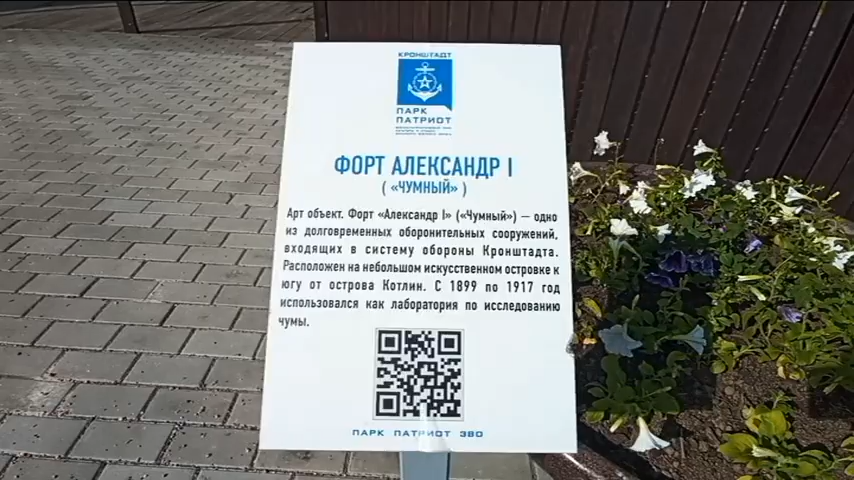 КРОНШТАДТ
ПАРК
ПАТРИОТ
ФОРТ АЛЕКСАНДР I
( «ЧУМНЫЙ» )
Арт объект. Форт «Александр I» («Чумный») — одно
из долговременных оборонительных сооружений,
входящих в систему обороны Кронштадта.
Расположен на небольшом искусственном островке к
югу от острова Котлин. С 1899 по 1917 год
использовался как лаборатория по исследованию
чумы.
ПАРК ПАТРИОТ ЗВО